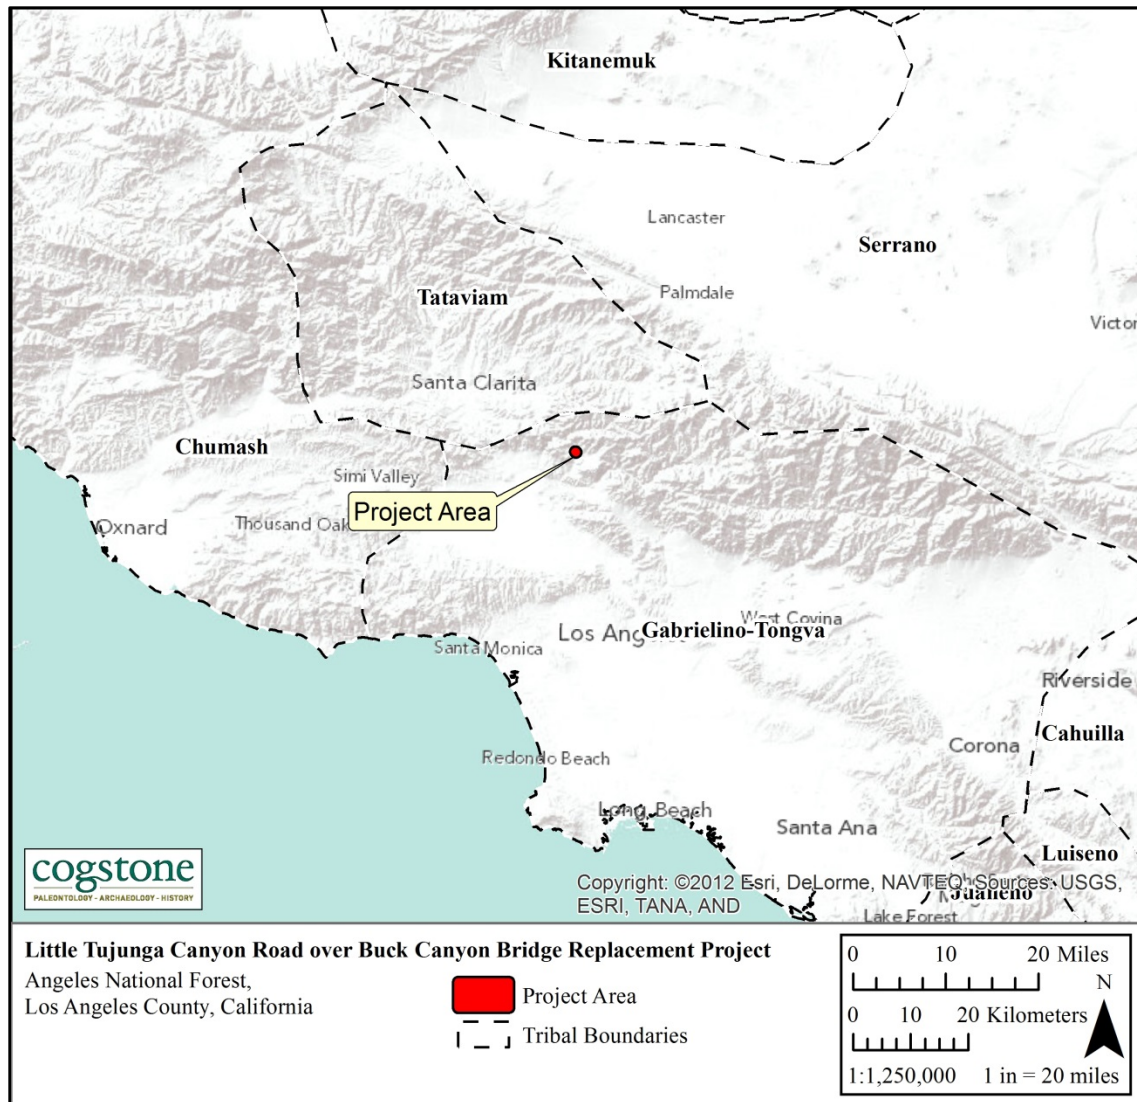 Kitanemuk
Lancaster
Serrano
Tataviam
Palmdale
Victor
Santa Clarita
Chumash
Simi Valley
Project Area
Oxnard
Thousand Oak
West Covina
Los Ang
Gabrielino-Tongva
Santa Monica
Riverside
Cahuilla
Corona
Redondo Beach
Long Beach
Santa Ana
Luiseno
Juaneno
Lake Forest
cogstone
PALEONTOLOGY - ARCHAEOLOGY - HISTORY
Copyright: ©2012 Esri, DeLorme, NAVTEQ, Sources: USGS,
ESRI, TANA, AND
Little Tujunga Canyon Road over Buck Canyon Bridge Replacement Project
Angeles National Forest,
Los Angeles County, California
Project Area
Tribal Boundaries
0 10 20 Miles
N
0 10 20 Kilometers
1:1,250,000 1 in = 20 miles